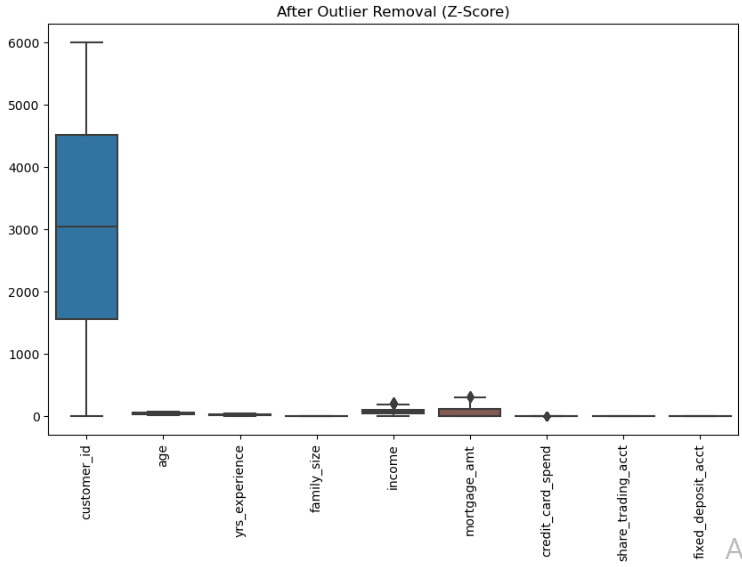 After Outlier Removal (Z-Score)
6000
5000
4000
3000
2000
1000
0
customer_id
age
yrs_experience
family_size
income
mortgage_amt
credit_card_spend
share_trading_acct
fixed_deposit_acct
A